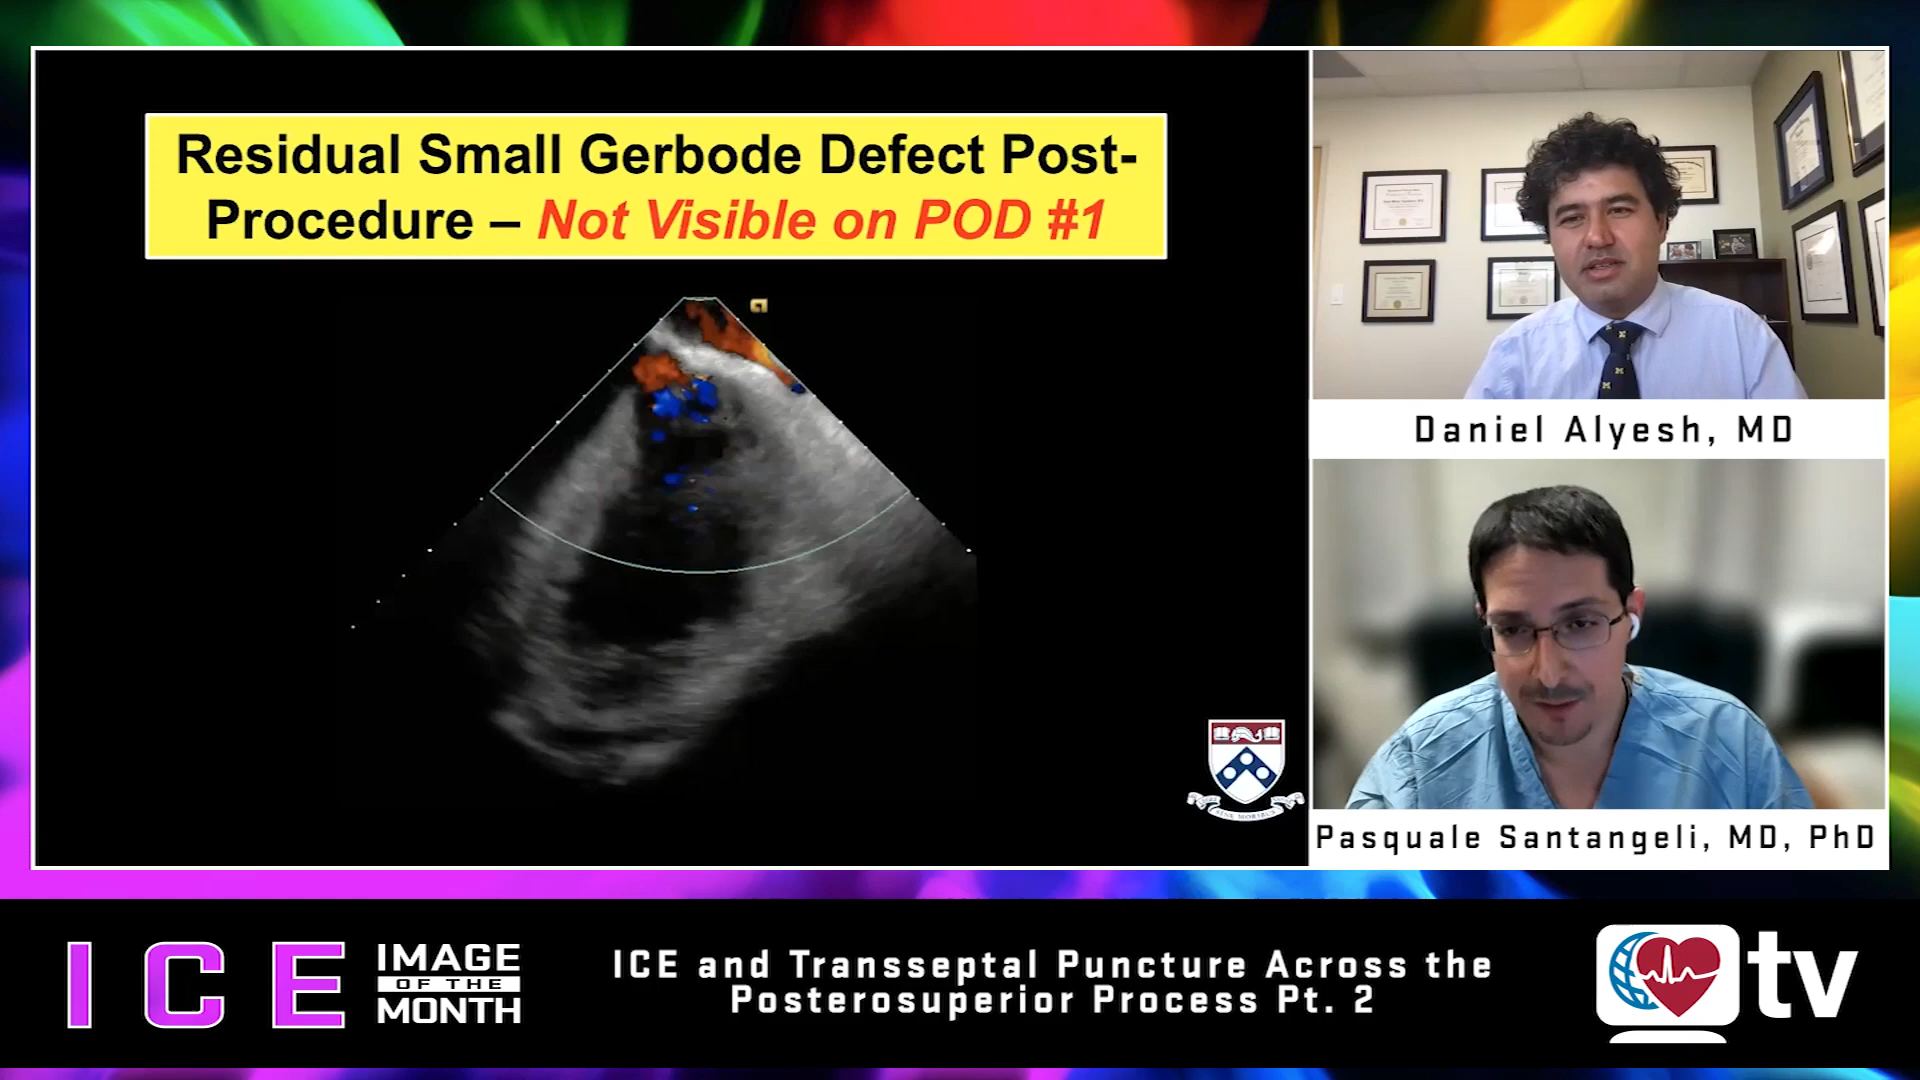 Residual Small Gerbode Defect Post-
Procedure – Not Visible on POD #1
Daniel Alyesh, MD
Pasquale Santangeli, MD, PhD
ICE
IMAGE
OF THE
MONTH
ICE and Transseptal Puncture Across the
Posterosuperior Process Pt. 2
tv